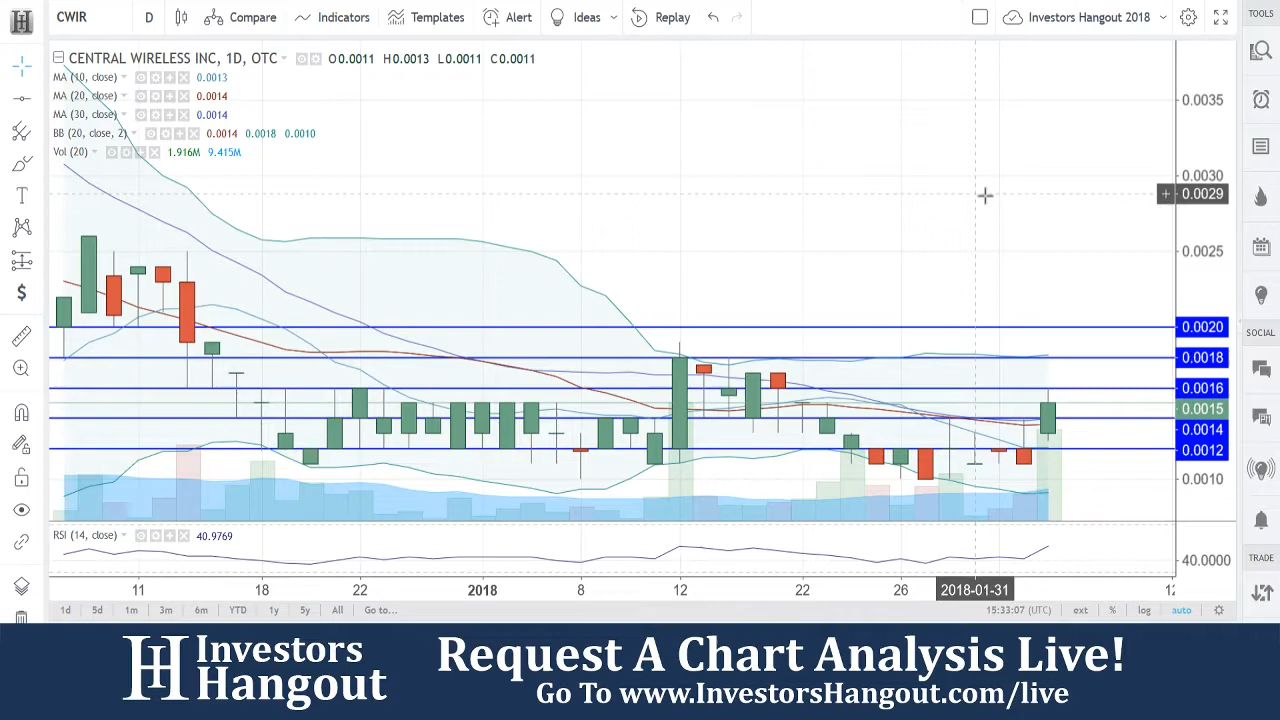 CWIR D Compare Indicators Templates Alert Ideas Replay Investors Hangout 2018 TOOLS
CENTRAL WIRELESS INC, 1D, OTC O0.0011 H0.0013 L0.0011 C0.0011
MA (10, close) 0.0013
MA (20, close) 0.0014
MA (30, close) 0.0014
BB (20, close, 2) 0.0014 0.0018 0.0010
Vol (20) 1.916M 9.415M
0.0035
0.0030
0.0029
0.0025
0.0020
0.0018
0.0016
0.0015
0.0014
0.0012
0.0010
SOCIAL
RSI (14, close) 40.9769
40.0000
TRADE
11 18 22 2018 8 12 22 26 2018-01-31
1d 5d 1m 3m 6m YTD 1y 5y All Go to... 15:33:07 (UTC) ext % log auto
Investors
Hangout
Request A Chart Analysis Live!
Go To www.InvestorsHangout.com/live